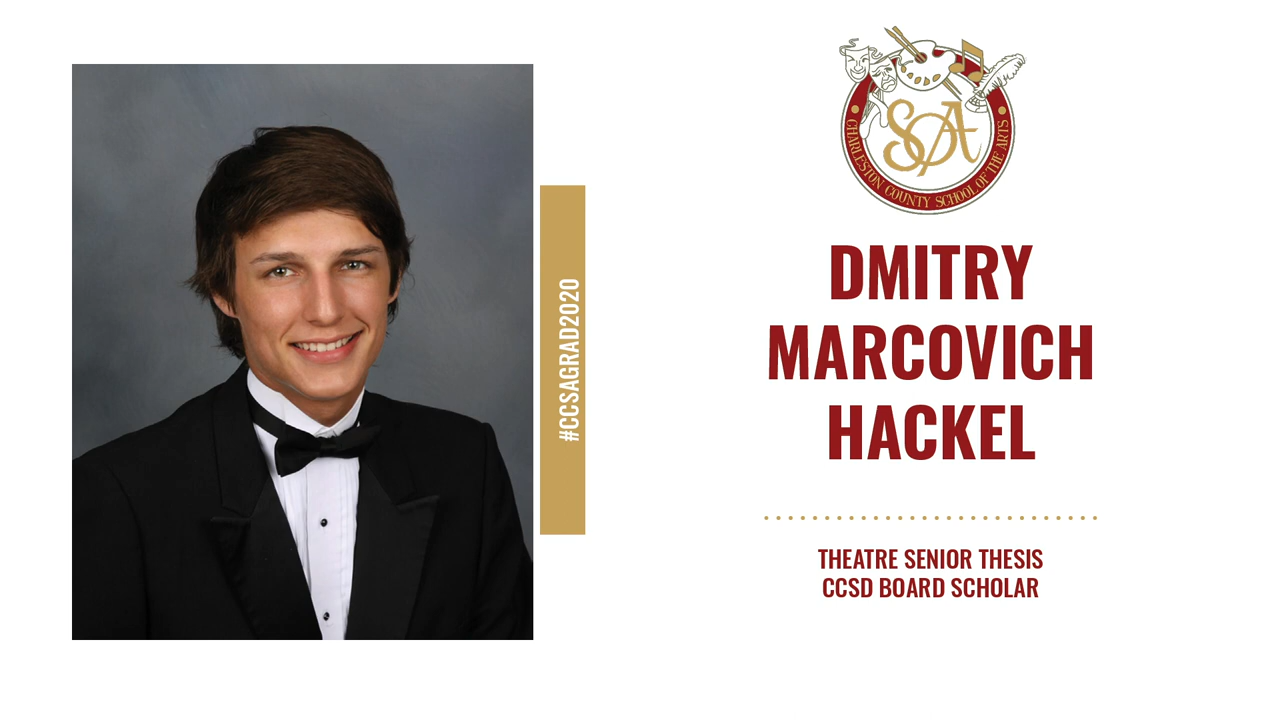 SOA
CHARLESTON COUNTY SCHOOL OF THE ARTS
DMITRY
MARCOVICH
HACKEL
#CCSAGRAD2020
THEATRE SENIOR THESIS
CCSD BOARD SCHOLAR